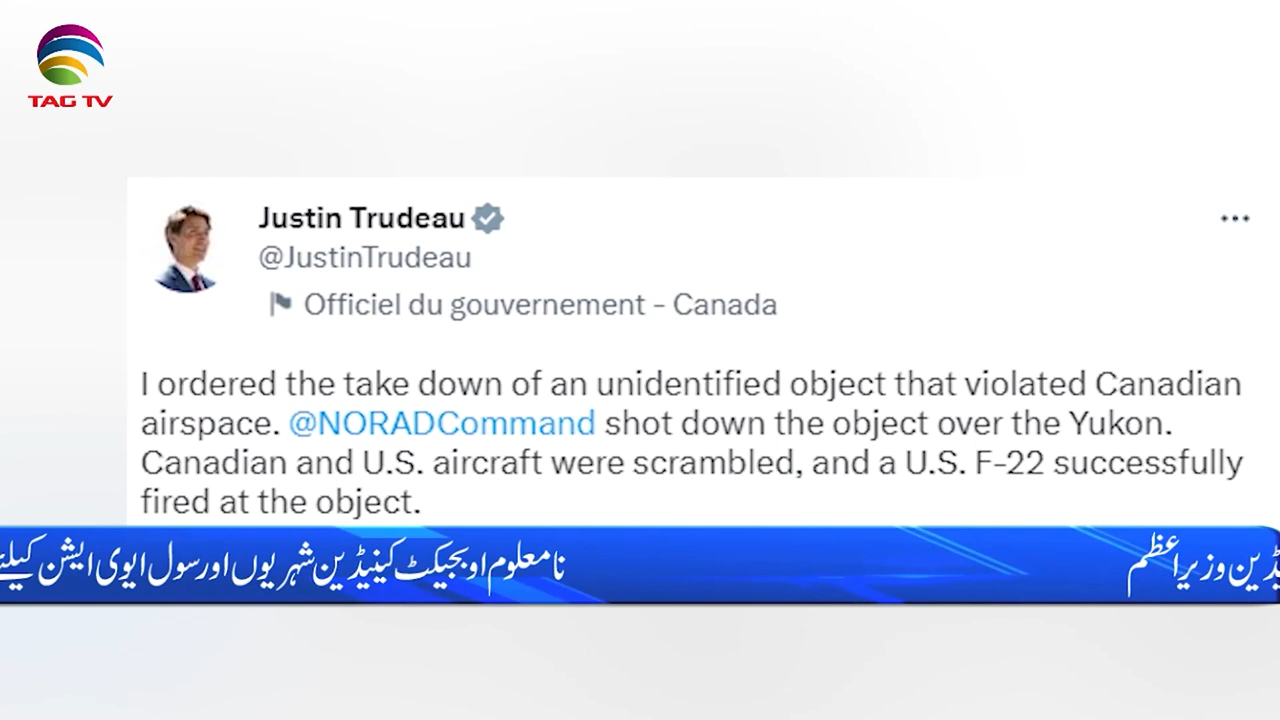 TAG TV
Justin Trudeau
@JustinTrudeau
Officiel du gouvernement - Canada
I ordered the take down of an unidentified object that violated Canadian
airspace. @NORADCommand shot down the object over the Yukon.
Canadian and U.S. aircraft were scrambled, and a U.S. F-22 successfully
fired at the object.
وزیراعظم نامعلوم اوبجیکٹ کینیڈین شہریوں اور سول ایوی ایشن کیلئے